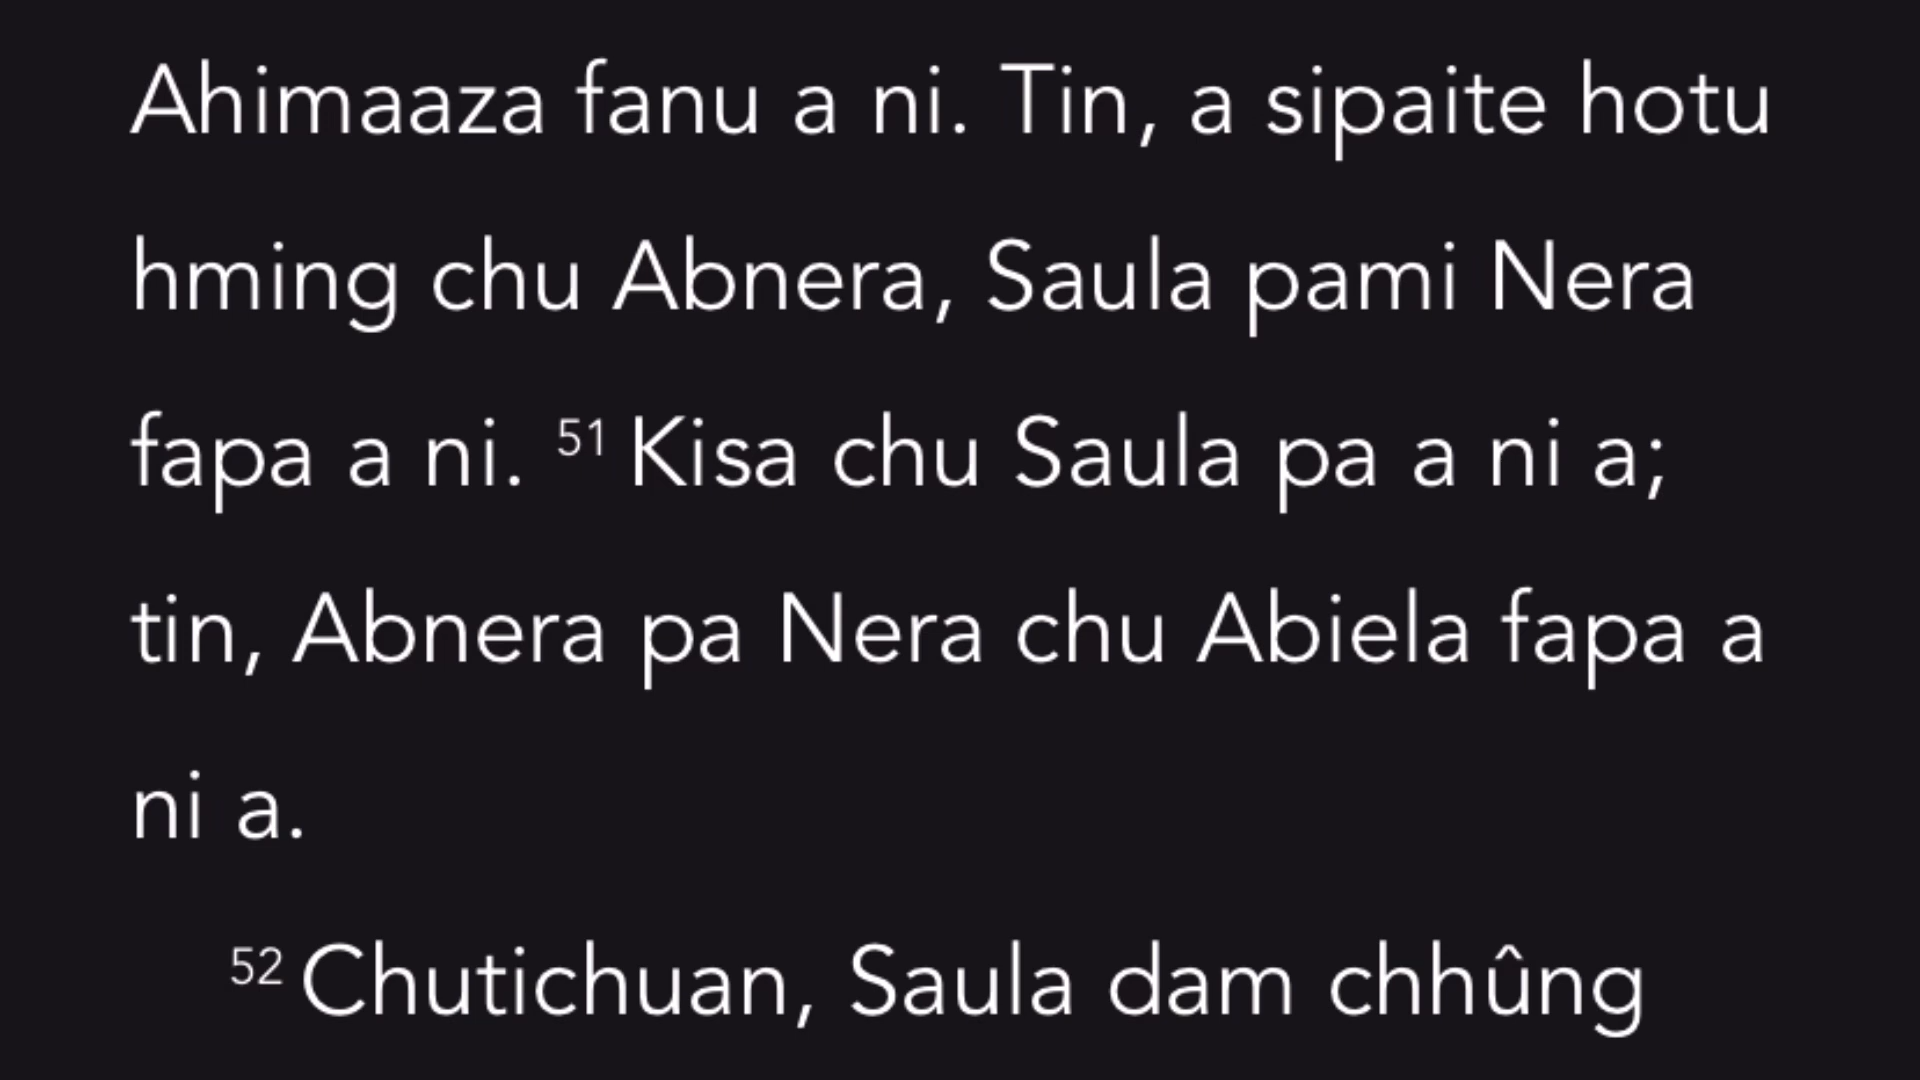 Ahimaaza fanu a ni. Tin, a sipaite hotu
hming chu Abnera, Saula pami Nera
fapa a ni. 51 Kisa chu Saula pa a ni a;
tin, Abnera pa Nera chu Abiela fapa a
ni a.
52 Chutichuan, Saula dam chhûng